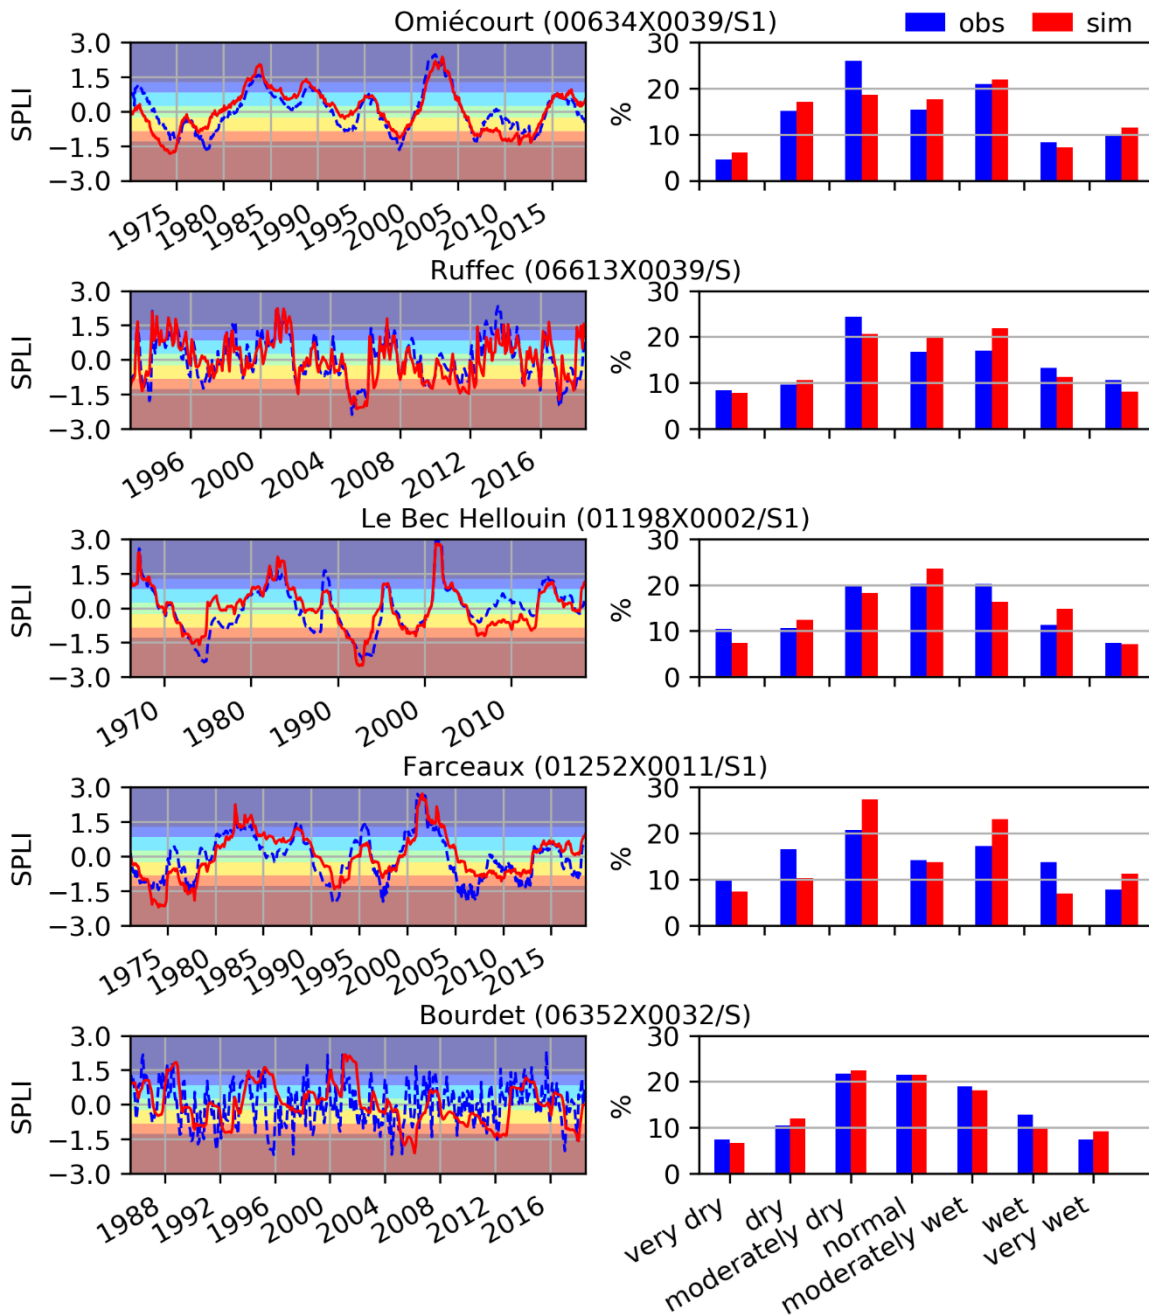 Omiécourt (00634X0039/S1)
obs sim
SPLI
3.0
1.5
0.0
−1.5
−3.0
1975 1980 1985 1990 1995 2000 2005 2010 2015
%
30
20
10
0
Ruffec (06613X0039/S)
SPLI
3.0
1.5
0.0
−1.5
−3.0
1996 2000 2004 2008 2012 2016
%
30
20
10
0
Le Bec Hellouin (01198X0002/S1)
SPLI
3.0
1.5
0.0
−1.5
−3.0
1970 1980 1990 2000 2010
%
30
20
10
0
Farceaux (01252X0011/S1)
SPLI
3.0
1.5
0.0
−1.5
−3.0
1975 1980 1985 1990 1995 2000 2005 2010 2015
%
30
20
10
0
Bourdet (06352X0032/S)
SPLI
3.0
1.5
0.0
−1.5
−3.0
1988 1992 1996 2000 2004 2008 2012 2016
%
30
20
10
0
very dry
dry
moderately dry
normal
moderately wet
wet
very wet